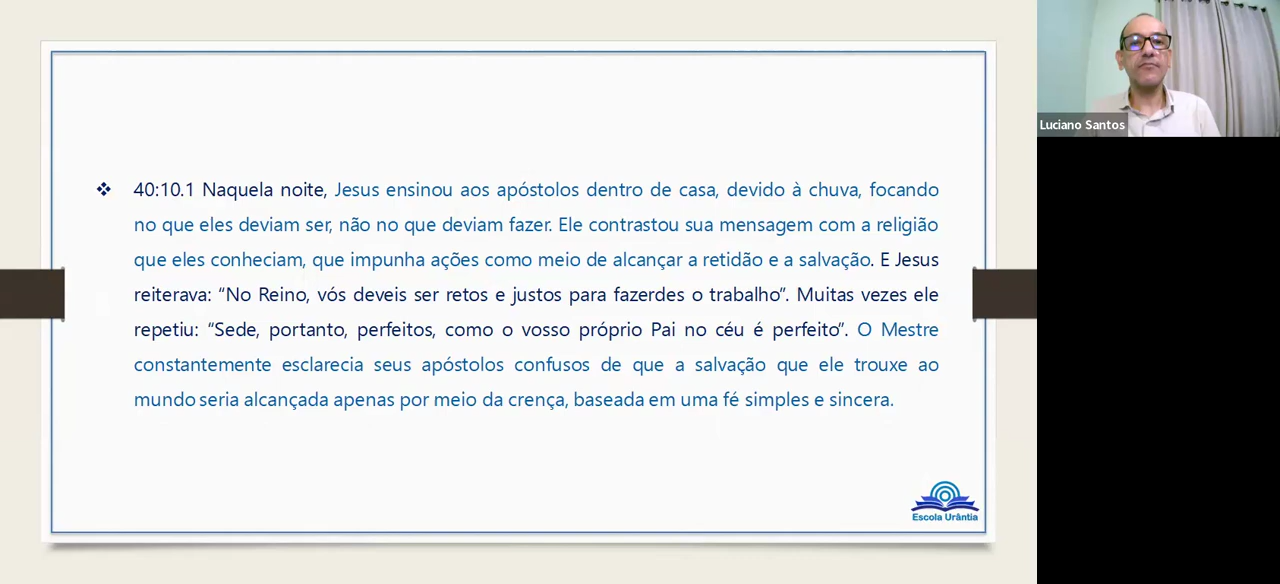 ❖ 40:10.1 Naquela noite, Jesus ensinou aos apóstolos dentro de casa, devido à chuva, focando
no que eles deviam ser, não no que deviam fazer. Ele contrastou sua mensagem com a religião
que eles conheciam, que impunha ações como meio de alcançar a retidão e a salvação. E Jesus
reiterava: “No Reino, vós deveis ser retos e justos para fazerdes o trabalho”. Muitas vezes ele
repetiu: “Sede, portanto, perfeitos, como o vosso próprio Pai no céu é perfeito”. O Mestre
constantemente esclarecia seus apóstolos confusos de que a salvação que ele trouxe ao
mundo seria alcançada apenas por meio da crença, baseada em uma fé simples e sincera.
Escola Urântia
Luciano Santos